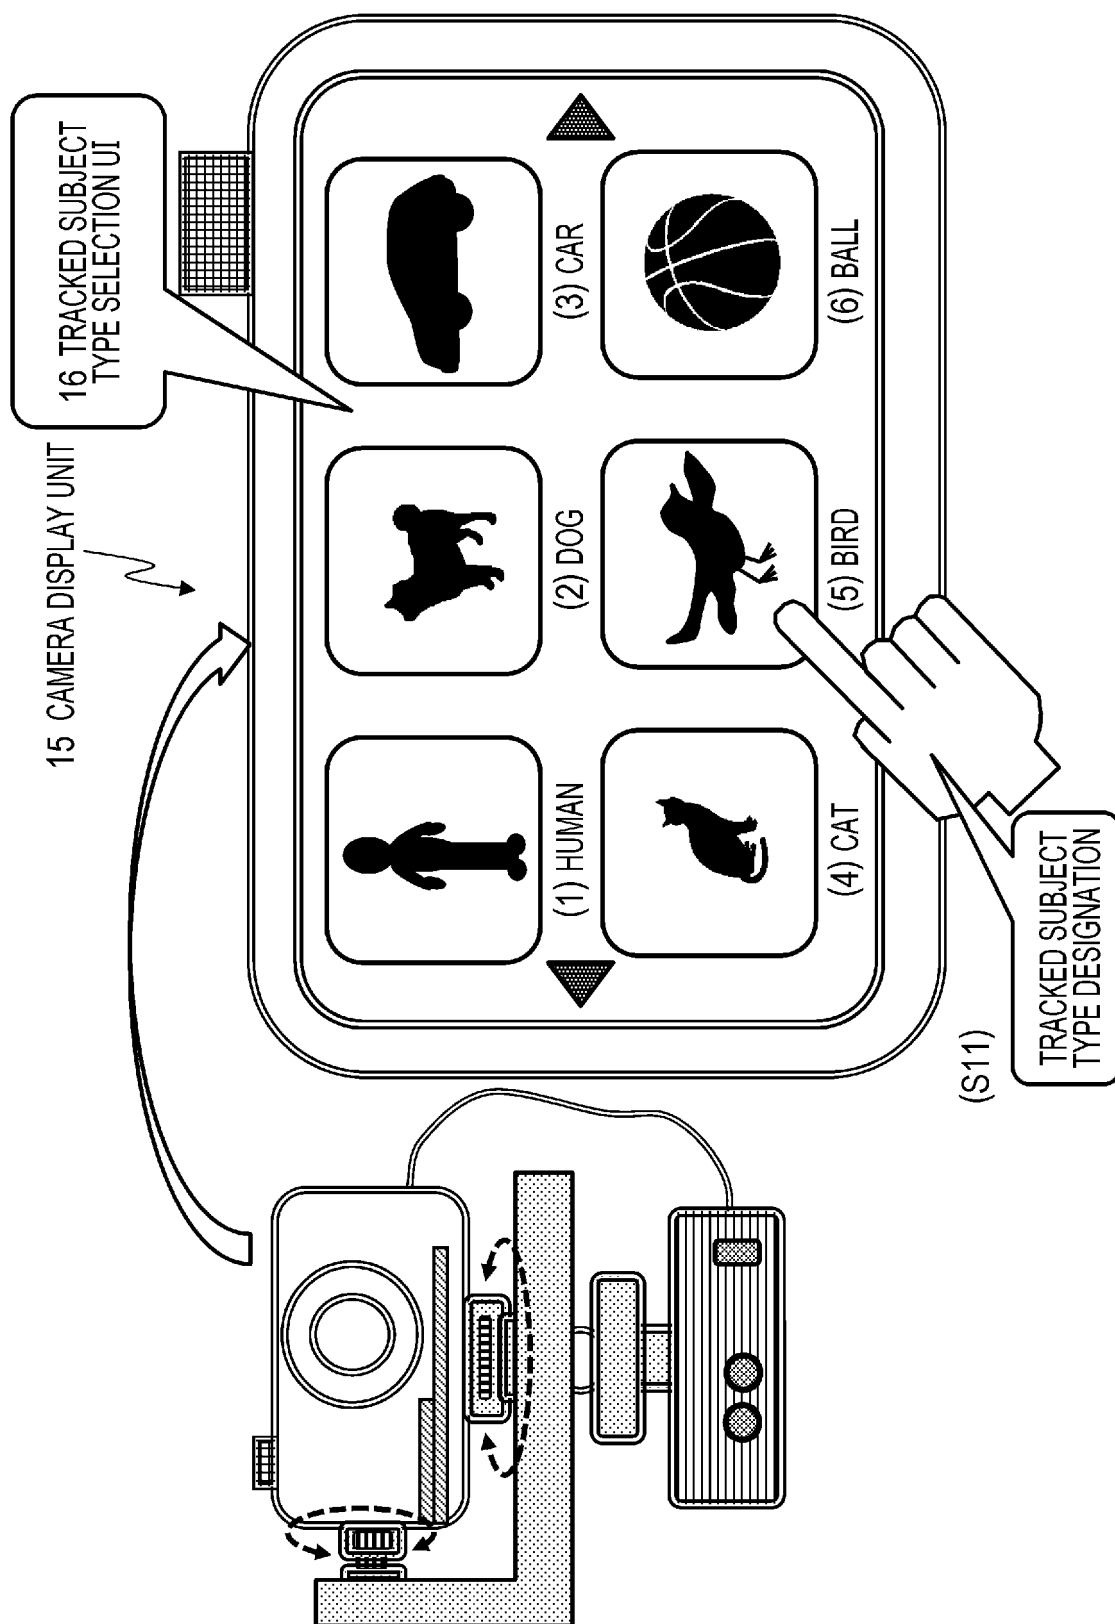 15 CAMERA DISPLAY UNIT
16 TRACKED SUBJECT
TYPE SELECTION UI
(1) HUMAN
(2) DOG
(3) CAR
(4) CAT
(5) BIRD
(6) BALL
(S11)
TRACKED SUBJECT
TYPE DESIGNATION